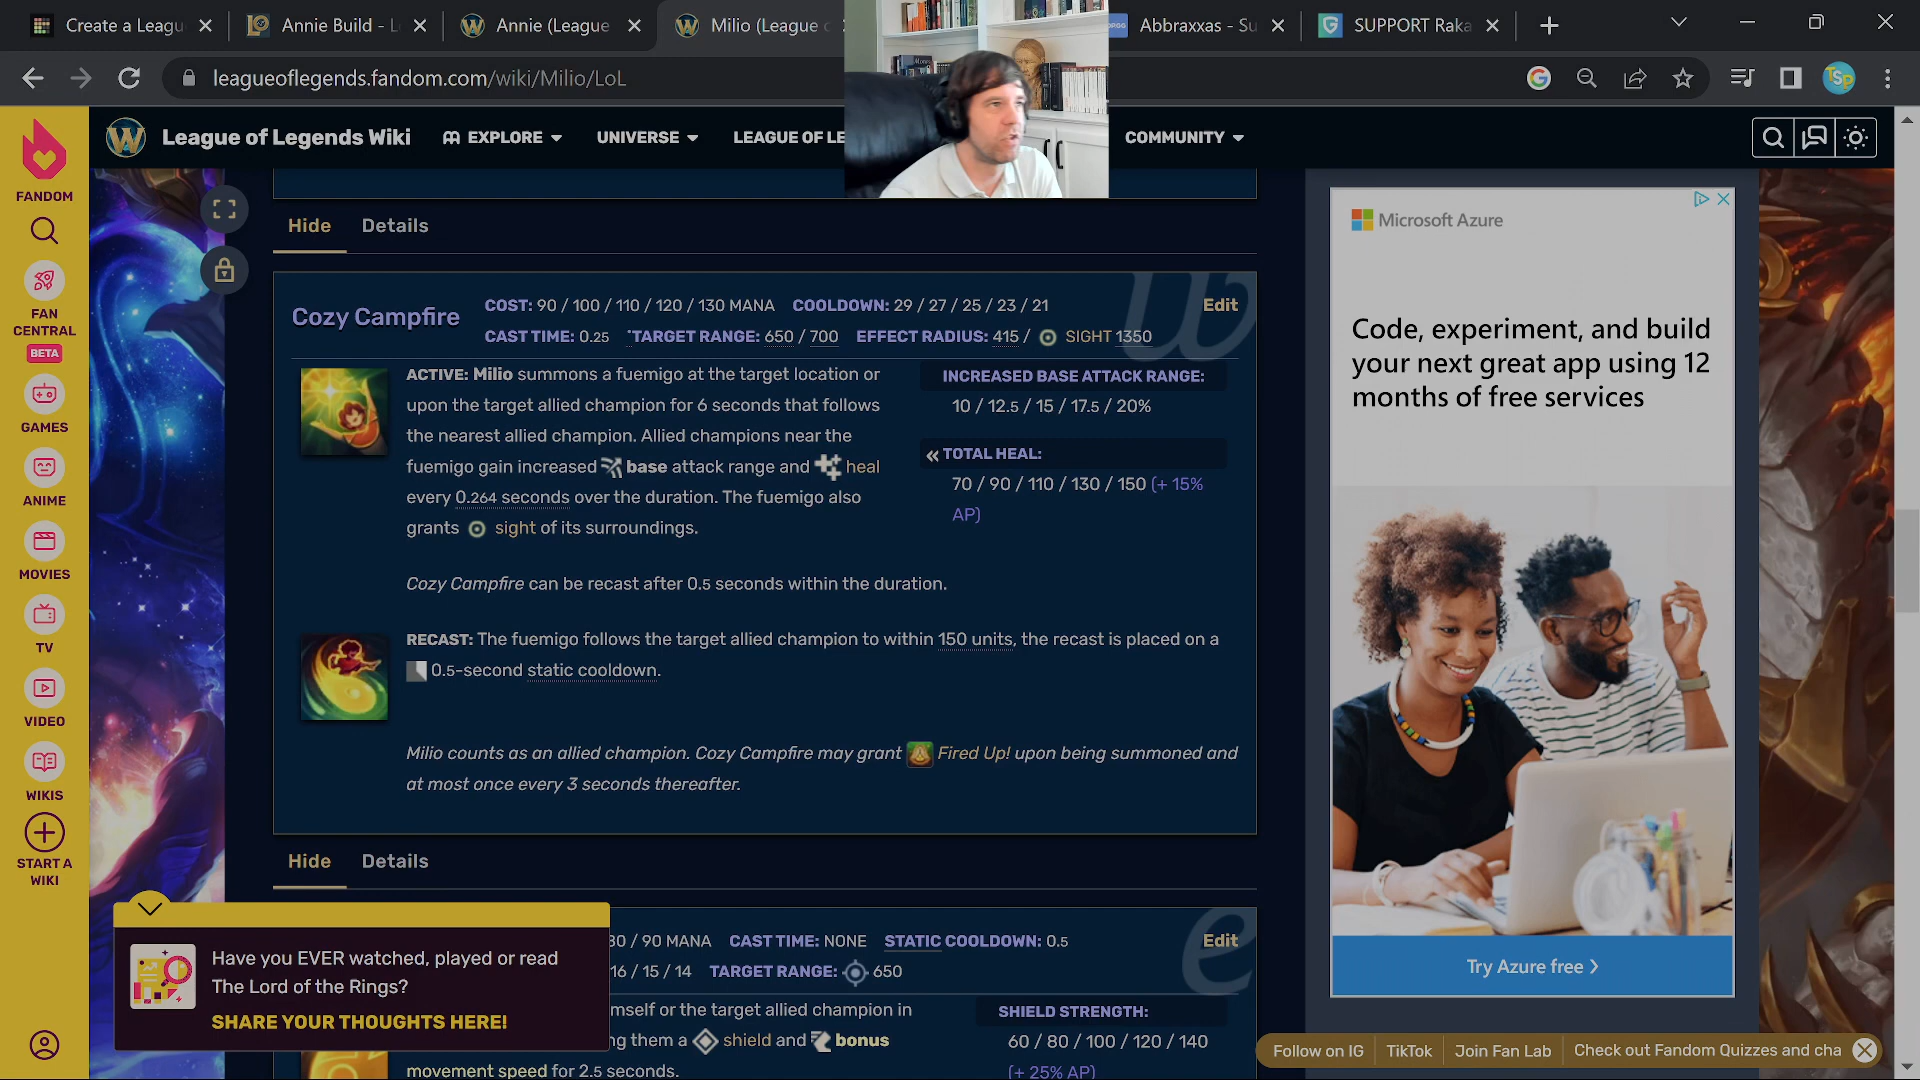 Create a Leagu
Annie Build - L
Annie (League
Milio (League o
Abbraxxas - Su
SUPPORT Raka
leagueoflegends.fandom.com/wiki/Milio/LoL
TSP
League of Legends Wiki
EXPLORE
UNIVERSE
LEAGUE OF LE
COMMUNITY
FANDOM
FAN
CENTRAL
BETA
GAMES
ANIME
MOVIES
TV
VIDEO
WIKIS
START A
WIKI
Hide
Details
Cozy Campfire
COST: 90 / 100 / 110 / 120 / 130 MANA COOLDOWN: 29 / 27 / 25 / 23 / 21
Edit
CAST TIME: 0.25 *TARGET RANGE: 650 / 700 EFFECT RADIUS: 415 / SIGHT 1350
w
ACTIVE: Milio summons a fuemigo at the target location or
upon the target allied champion for 6 seconds that follows
the nearest allied champion. Allied champions near the
fuemigo gain increased base attack range and heal
every 0.264 seconds over the duration. The fuemigo also
grants sight of its surroundings.
INCREASED BASE ATTACK RANGE:
10 / 12.5 / 15 / 17.5 / 20%
« TOTAL HEAL:
70 / 90 / 110 / 130 / 150 (+ 15%
AP)
Cozy Campfire can be recast after 0.5 seconds within the duration.
RECAST: The fuemigo follows the target allied champion to within 150 units, the recast is placed on a
0.5-second static cooldown.
Milio counts as an allied champion. Cozy Campfire may grant Fired Up! upon being summoned and
at most once every 3 seconds thereafter.
Hide
Details
80 / 90 MANA CAST TIME: NONE STATIC COOLDOWN: 0.5
Edit
16 / 15 / 14 TARGET RANGE: 650
e
mself or the target allied champion in
ng them a shield and bonus
movement speed for 2.5 seconds.
SHIELD STRENGTH:
60 / 80 / 100 / 120 / 140
(+ 25% AP)
Have you EVER watched, played or read
The Lord of the Rings?
SHARE YOUR THOUGHTS HERE!
Microsoft Azure
Code, experiment, and build
your next great app using 12
months of free services
Try Azure free >
Follow on IG
TikTok
Join Fan Lab
Check out Fandom Quizzes and cha